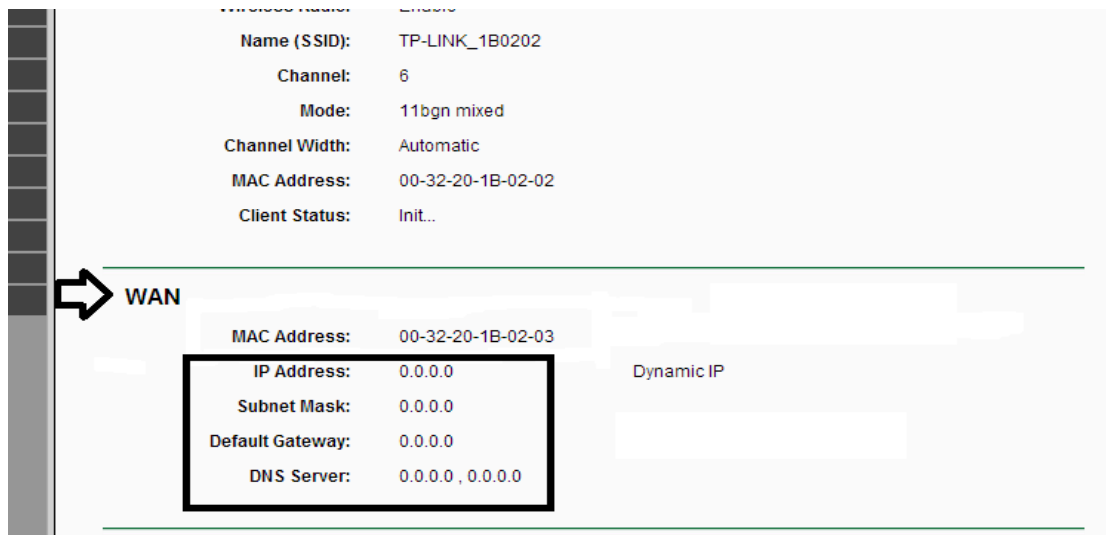 Name (SSID): TP-LINK_1B0202
Channel: 6
Mode: 11bgn mixed
Channel Width: Automatic
MAC Address: 00-32-20-1B-02-02
Client Status: Init...
WAN
MAC Address: 00-32-20-1B-02-03
IP Address: 0.0.0.0 Dynamic IP
Subnet Mask: 0.0.0.0
Default Gateway: 0.0.0.0
DNS Server: 0.0.0.0 , 0.0.0.0